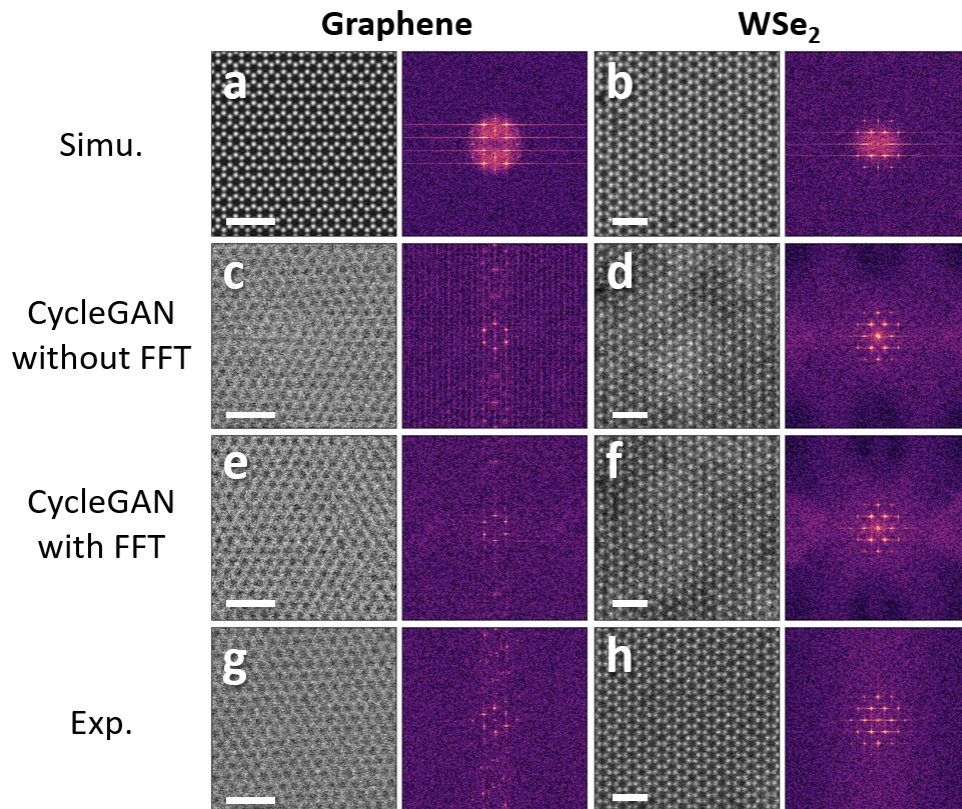 Graphene WSe₂
Simu. a b
CycleGAN
without FFT
c d
CycleGAN
with FFT
e f
Exp. g h